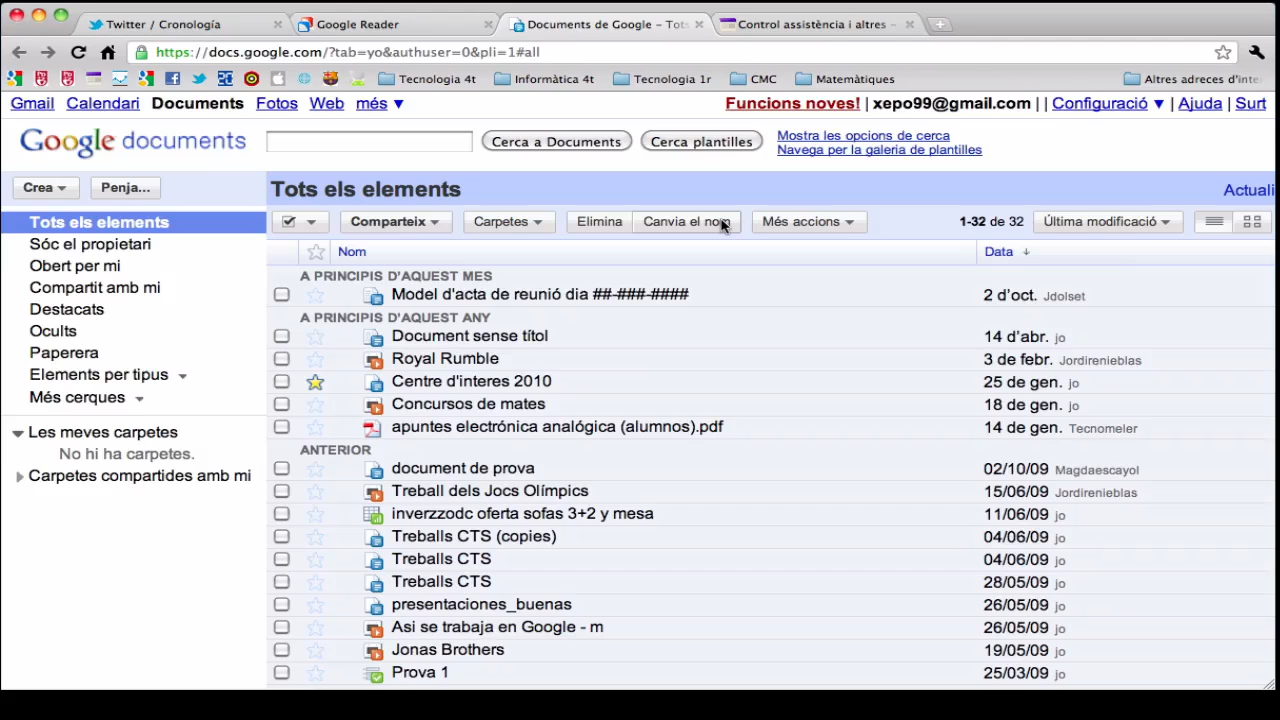 Twitter / Cronología
Google Reader
Documents de Google – Tots
Control assistència i altres –
https://docs.google.com/?tab=yo&authuser=0&pli=1#all
Tecnologia 4t
Informàtica 4t
Tecnologia 1r
CMC
Matemàtiques
Altres adreces d'inte
Gmail Calendari Documents Fotos Web més ▼
Funcions noves! | xepo99@gmail.com | | Configuració ▼ | Ajuda | Surt
Google documents
Cerca a Documents
Cerca plantilles
Mostra les opcions de cerca
Navega per la galeria de plantilles
Crea
Penja...
Tots els elements
Sóc el propietari
Obert per mi
Compartit amb mi
Destacats
Ocults
Paperera
Elements per tipus
Més cerques
Les meves carpetes
No hi ha carpetes.
Carpetes compartides amb mi
Tots els elements
Actuali
Comparteix
Carpetes
Elimina
Canvia el nom
Més accions
1-32 de 32
Última modificació
Nom
Data ↓
A PRINCIPIS D'AQUEST MES
Model d'acta de reunió dia ##-###-#### 2 d'oct. Jdolset
A PRINCIPIS D'AQUEST ANY
Document sense títol 14 d'abr. jo
Royal Rumble 3 de febr. Jordirenieblas
Centre d'interes 2010 25 de gen. jo
Concursos de mates 18 de gen. jo
apuntes electrónica analógica (alumnos).pdf 14 de gen. Tecnomeler
ANTERIOR
document de prova 02/10/09 Magdaescayol
Treball dels Jocs Olímpics 15/06/09 Jordirenieblas
inverzzodc oferta sofas 3+2 y mesa 11/06/09 jo
Treballs CTS (copies) 04/06/09 jo
Treballs CTS 04/06/09 jo
Treballs CTS 28/05/09 jo
presentaciones_buenas 26/05/09 jo
Asi se trabaja en Google - m 26/05/09 jo
Jonas Brothers 19/05/09 jo
Prova 1 25/03/09 jo